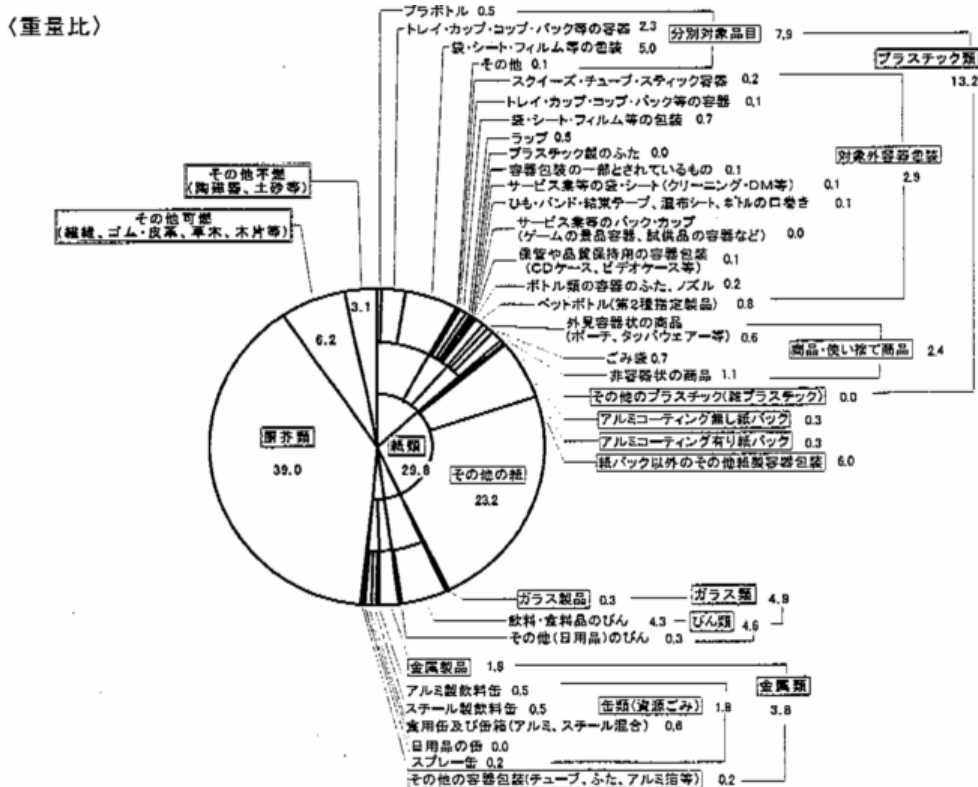 〈重量比〉
プラボトル 0.5
トレイ・カップ・コップ・パック等の容器 2.3
袋・シート・フィルム等の包装 5.0
その他 0.1
分別対象品目 7.9
プラスチック類
13.2
スクイーズ・チューブ・スティック容器 0.2
トレイ・カップ・コップ・パック等の容器 0.1
袋・シート・フィルム等の包装 0.7
ラップ 0.5
プラスチック製のふた 0.0
容器包装の一部とされているもの 0.1
サービス業等の袋・シート(クリーニング・DM等) 0.1
ひも・バンド・結束テープ、湿布シート、ボトルの口巻き 0.1
サービス業等のパック・カップ
(ゲームの景品容器、試供品の容器など) 0.0
保管や品質保持用の容器包装
(CDケース、ビデオケース等) 0.1
ボトル類の容器のふた、ノズル 0.2
ペットボトル(第2種指定製品) 0.8
対象外容器包装
2.9
外見容器状の商品
(ポーチ、タッパウェアー等) 0.6
ごみ袋 0.7
非容器状の商品 1.1
商品・使い捨て商品 2.4
その他のプラスチック(雑プラスチック) 0.0
アルミコーティング無し紙パック 0.3
アルミコーティング有り紙パック 0.3
紙パック以外のその他紙製容器包装 6.0
その他不燃
(陶磁器、土砂等)
その他可燃
(繊維、ゴム・皮革、草木、木片等)
3.1
6.2
厨芥類
39.0
紙類
29.8
その他の紙
23.2
ガラス製品 0.3
ガラス類 4.9
飲料・食料品のびん 4.3
びん類 4.6
その他(日用品)のびん 0.3
金属製品 1.8
金属類
3.8
アルミ製飲料缶 0.5
スチール製飲料缶 0.5
缶類(資源ごみ) 1.8
食用缶及び缶箱(アルミ、スチール混合) 0.6
日用品の缶 0.0
スプレー缶 0.2
その他の容器包装(チューブ、ふた、アルミ箔等) 0.2